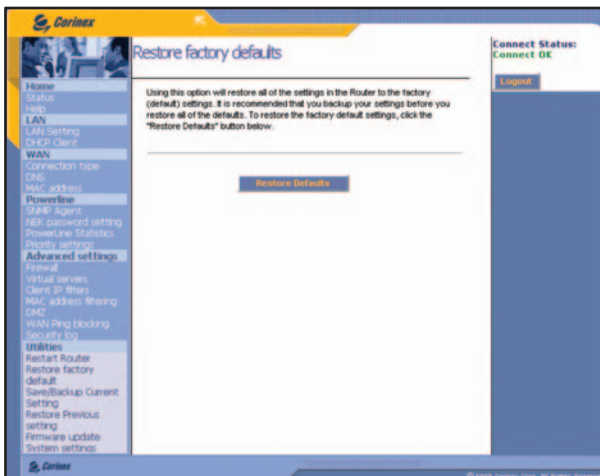 Corinex
Restore factory defaults
Connect Status:
Connect OK
Logout
Home
Status
Help
LAN
LAN Setting
DHCP Client
WAN
Connection type
DNS
MAC address
Powerline
SNMP Agent
NEK password setting
PowerLine Statistics
Priority settings
Advanced settings
Firewall
Virtual servers
Client IP filters
MAC address filtering
DMZ
WAN Ping blocking
Security log
Utilities
Restart Router
Restore factory
default
Save/Backup Current
Setting
Restore Previous
setting
Firmware update
System settings
Using this option will restore all of the settings in the Router to the factory
(default) settings. It is recommended that you backup your settings before you
restore all of the defaults. To restore the factory default settings, click the
"Restore Defaults" button below.
Restore Defaults
Corinex